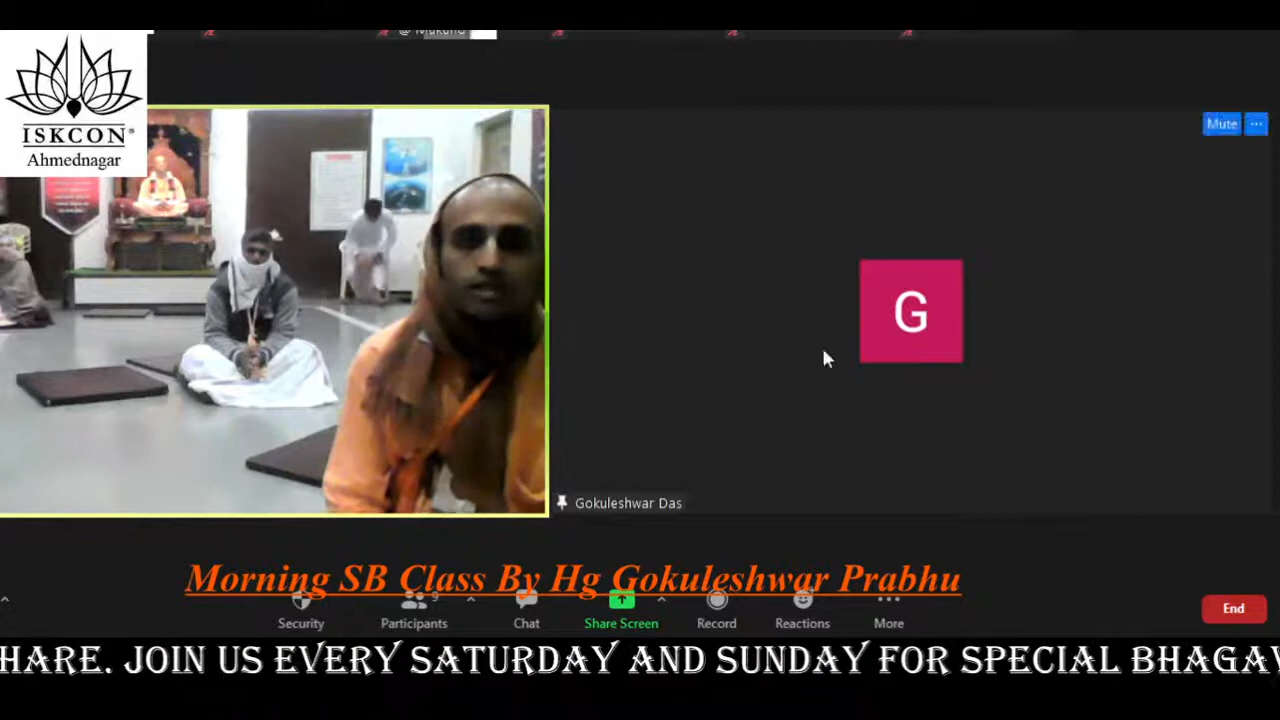 ISKCON®
Ahmednagar
Mute
G
Gokuleshwar Das
Morning SB Class By Hg Gokuleshwar Prabhu
9
Security
Participants
Chat
Share Screen
Record
Reactions
More
End
HARE. JOIN US EVERY SATURDAY AND SUNDAY FOR SPECIAL BHAGAV